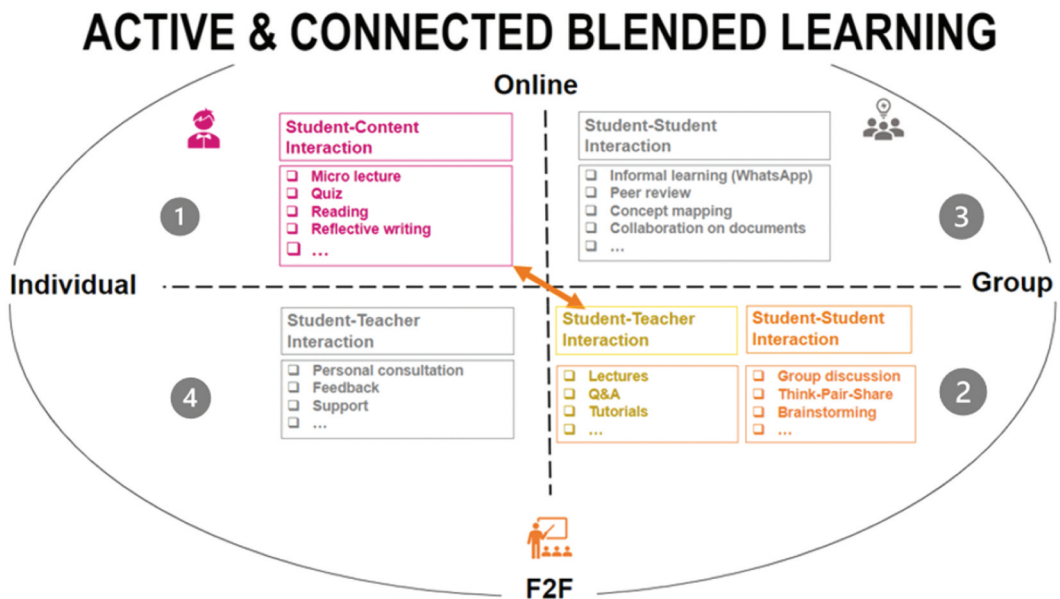 ACTIVE & CONNECTED BLENDED LEARNING
Online
Student-Content
Interaction
❑ Micro lecture
❑ Quiz
❑ Reading
❑ Reflective writing
❑ ...
1
Student-Student
Interaction
❑ Informal learning (WhatsApp)
❑ Peer review
❑ Concept mapping
❑ Collaboration on documents
❑ ...
3
Individual
Group
Student-Teacher
Interaction
❑ Personal consultation
❑ Feedback
❑ Support
❑ ...
4
Student-Teacher
Interaction
❑ Lectures
❑ Q&A
❑ Tutorials
❑ ...
Student-Student
Interaction
❑ Group discussion
❑ Think-Pair-Share
❑ Brainstorming
❑ ...
2
F2F